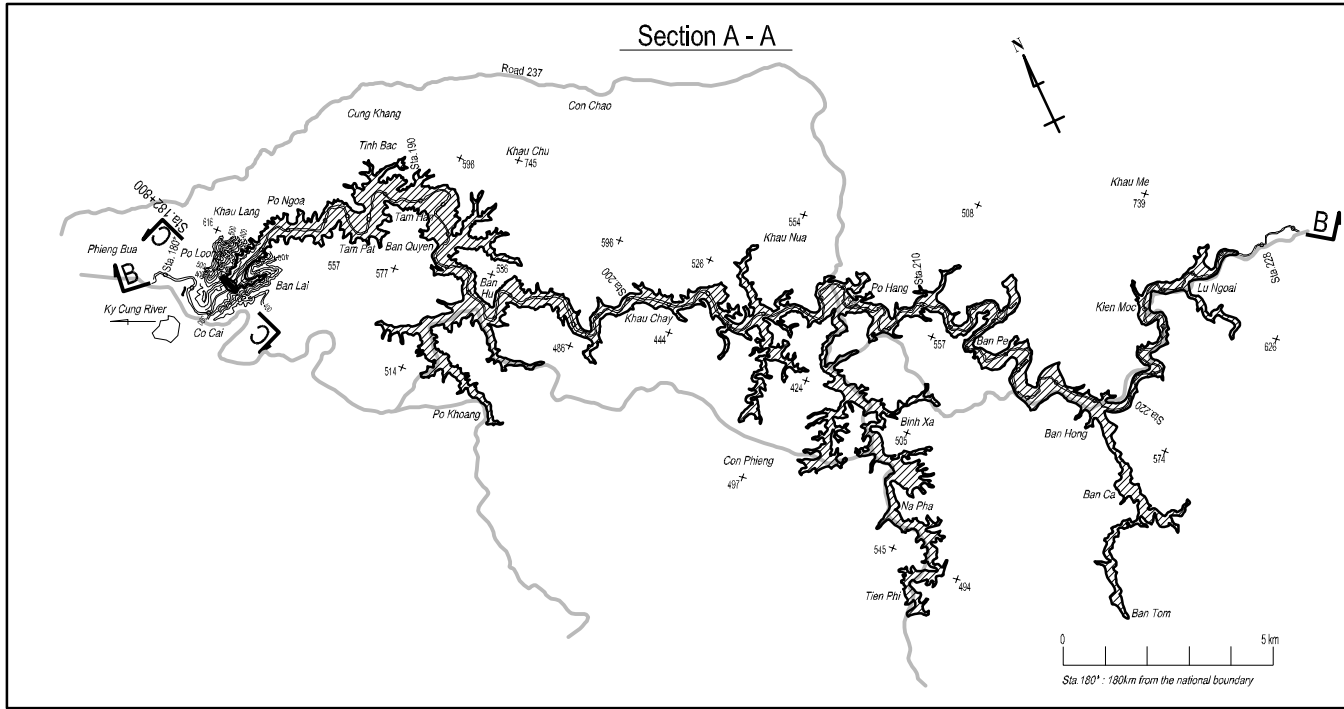 Section A - A
N
Road 237
Con Chao
Cung Khang
Tinh Bac
Sta.190
598
Khau Chu
745
Khau Me
739
Sta.182+800
C
Khau Lang
616
Po Ngoa
Tam Han
554
508
B
Phieng Bua
Sta.180*
Po Loon
Tam Pat
557
Ban Quyen
577
596
526
Khau Nua
Sta.228
B
Ban Lai
Ban Hu
556
Sta.200
Po Hang
Sta.210
Lu Ngoai
Kien Moc
Ky Cung River
Co Cai
C
Khau Chay
486
444
557
Ban Pe
626
514
424
Po Khoang
Binh Xa
505
Sta.220
Ban Hong
574
Con Phieng
497
Ban Ca
Na Pha
545
494
Tien Phi
Ban Tom
0
5 km
Sta.180* : 180km from the national boundary